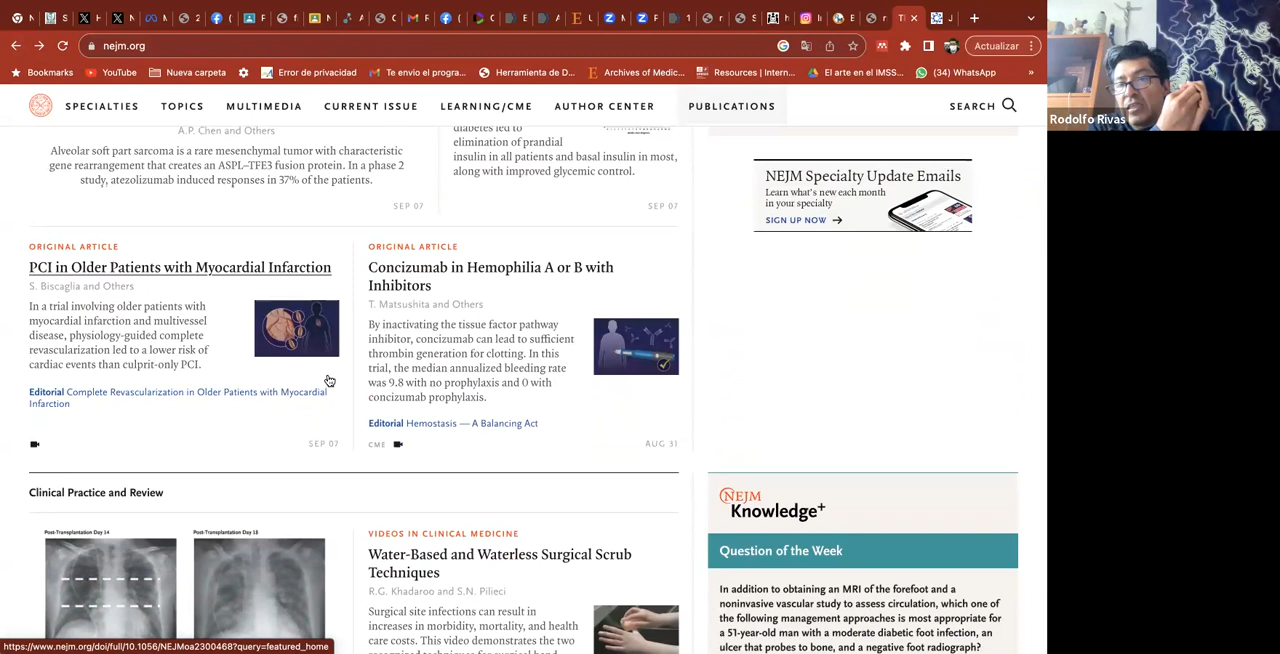 nejm.org
Actualizar
Bookmarks
YouTube
Nueva carpeta
Error de privacidad
Te envio el progra...
Herramienta de D...
Archives of Medic...
Resources | Intern...
El arte en el IMSS...
(34) WhatsApp
»
SPECIALTIES TOPICS MULTIMEDIA CURRENT ISSUE LEARNING/CME AUTHOR CENTER PUBLICATIONS SEARCH
Rodolfo Rivas
A.P. Chen and Others
Alveolar soft part sarcoma is a rare mesenchymal tumor with characteristic
gene rearrangement that creates an ASPL–TFE3 fusion protein. In a phase 2
study, atezolizumab induced responses in 37% of the patients.
SEP 07
diabetes led to
elimination of prandial
insulin in all patients and basal insulin in most,
along with improved glycemic control.
SEP 07
NEJM Specialty Update Emails
Learn what's new each month
in your specialty
SIGN UP NOW
ORIGINAL ARTICLE
PCI in Older Patients with Myocardial Infarction
S. Biscaglia and Others
In a trial involving older patients with
myocardial infarction and multivessel
disease, physiology-guided complete
revascularization led to a lower risk of
cardiac events than culprit-only PCI.
Editorial Complete Revascularization in Older Patients with Myocardial
Infarction
SEP 07
ORIGINAL ARTICLE
Concizumab in Hemophilia A or B with
Inhibitors
T. Matsushita and Others
By inactivating the tissue factor pathway
inhibitor, concizumab can lead to sufficient
thrombin generation for clotting. In this
trial, the median annualized bleeding rate
was 9.8 with no prophylaxis and 0 with
concizumab prophylaxis.
Editorial Hemostasis — A Balancing Act
CME
AUG 31
Clinical Practice and Review
Post-Transplantation Day 14
Post-Transplantation Day 18
VIDEOS IN CLINICAL MEDICINE
Water-Based and Waterless Surgical Scrub
Techniques
R.G. Khadaroo and S.N. Pilieci
Surgical site infections can result in
increases in morbidity, mortality, and health
care costs. This video demonstrates the two
NEJM
Knowledge+
Question of the Week
In addition to obtaining an MRI of the forefoot and a
noninvasive vascular study to assess circulation, which one of
the following management approaches is most appropriate for
a 51-year-old man with a moderate diabetic foot infection, an
ulcer that probes to bone, and a negative foot radiograph?
https://www.nejm.org/doi/full/10.1056/NEJMoa2300468?query=featured_home